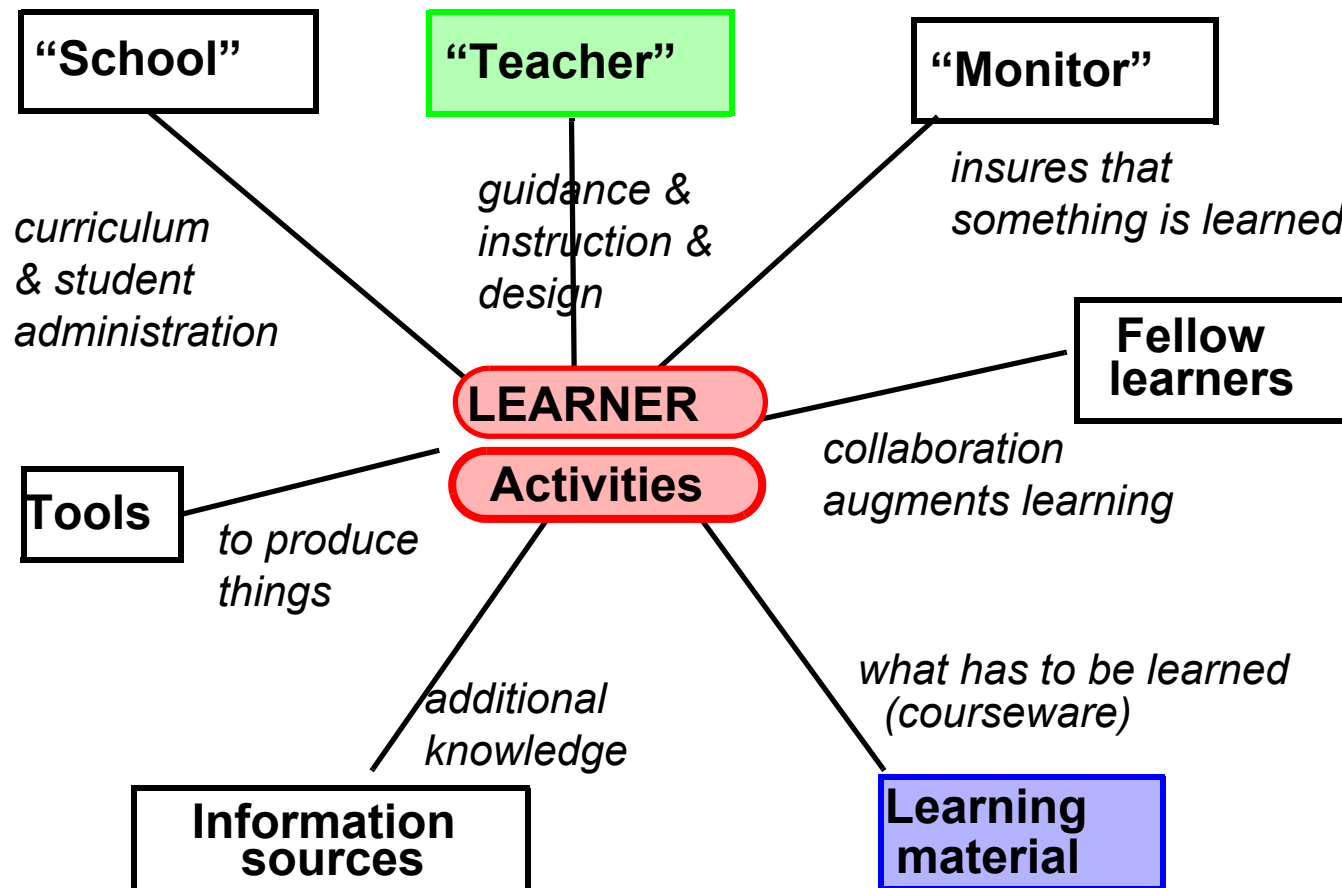 “School”
“Teacher”
“Monitor”
curriculum
& student
administration
guidance &
instruction &
design
insures that
something is learned
Fellow
learners
LEARNER
Activities
collaboration
augments learning
Tools
to produce
things
additional
knowledge
what has to be learned
(courseware)
Information
sources
Learning
material